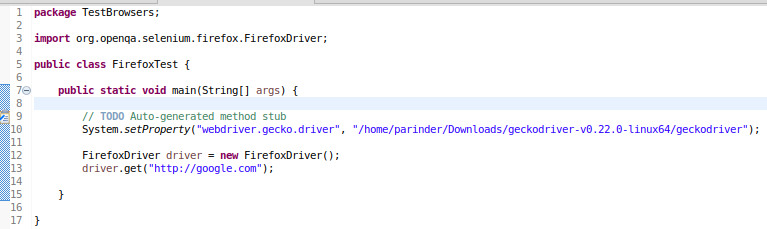 1 package TestBrowsers;
2
3 import org.openqa.selenium.firefox.FirefoxDriver;
4
5 public class FirefoxTest {
6
7 public static void main(String[] args) {
8
9 // TODO Auto-generated method stub
10 System.setProperty("webdriver.gecko.driver", "/home/parinder/Downloads/geckodriver-v0.22.0-linux64/geckodriver");
11
12 FirefoxDriver driver = new FirefoxDriver();
13 driver.get("http://google.com");
14
15 }
16
17 }